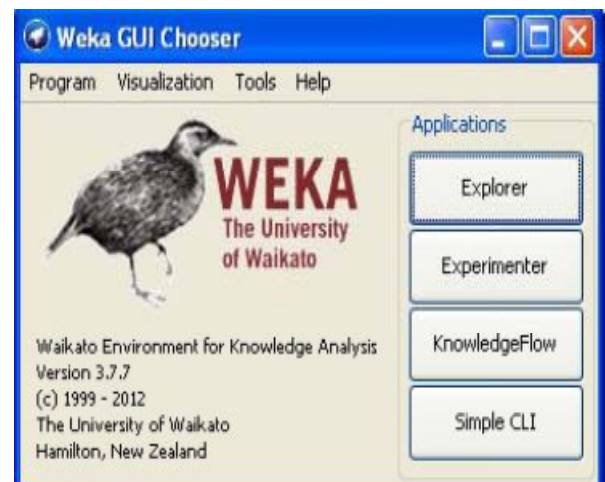 Weka GUI Chooser
Program Visualization Tools Help
WEKA
The University
of Waikato
Waikato Environment for Knowledge Analysis
Version 3.7.7
(c) 1999 - 2012
The University of Waikato
Hamilton, New Zealand
Applications
Explorer
Experimenter
KnowledgeFlow
Simple CLI